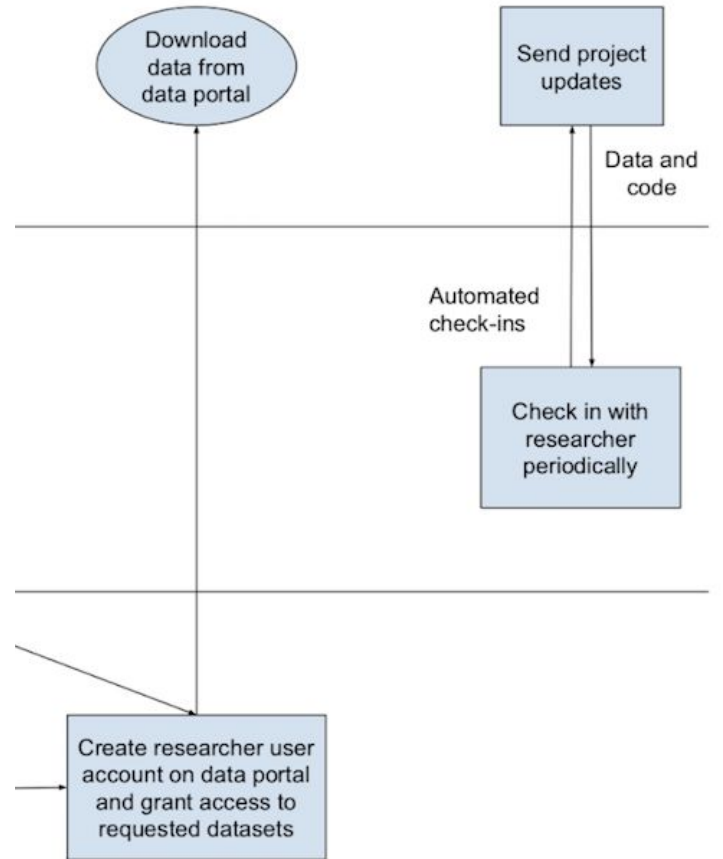 Download
data from
data portal
Send project
updates
Data and
code
Automated
check-ins
Check in with
researcher
periodically
Create researcher user
account on data portal
and grant access to
requested datasets